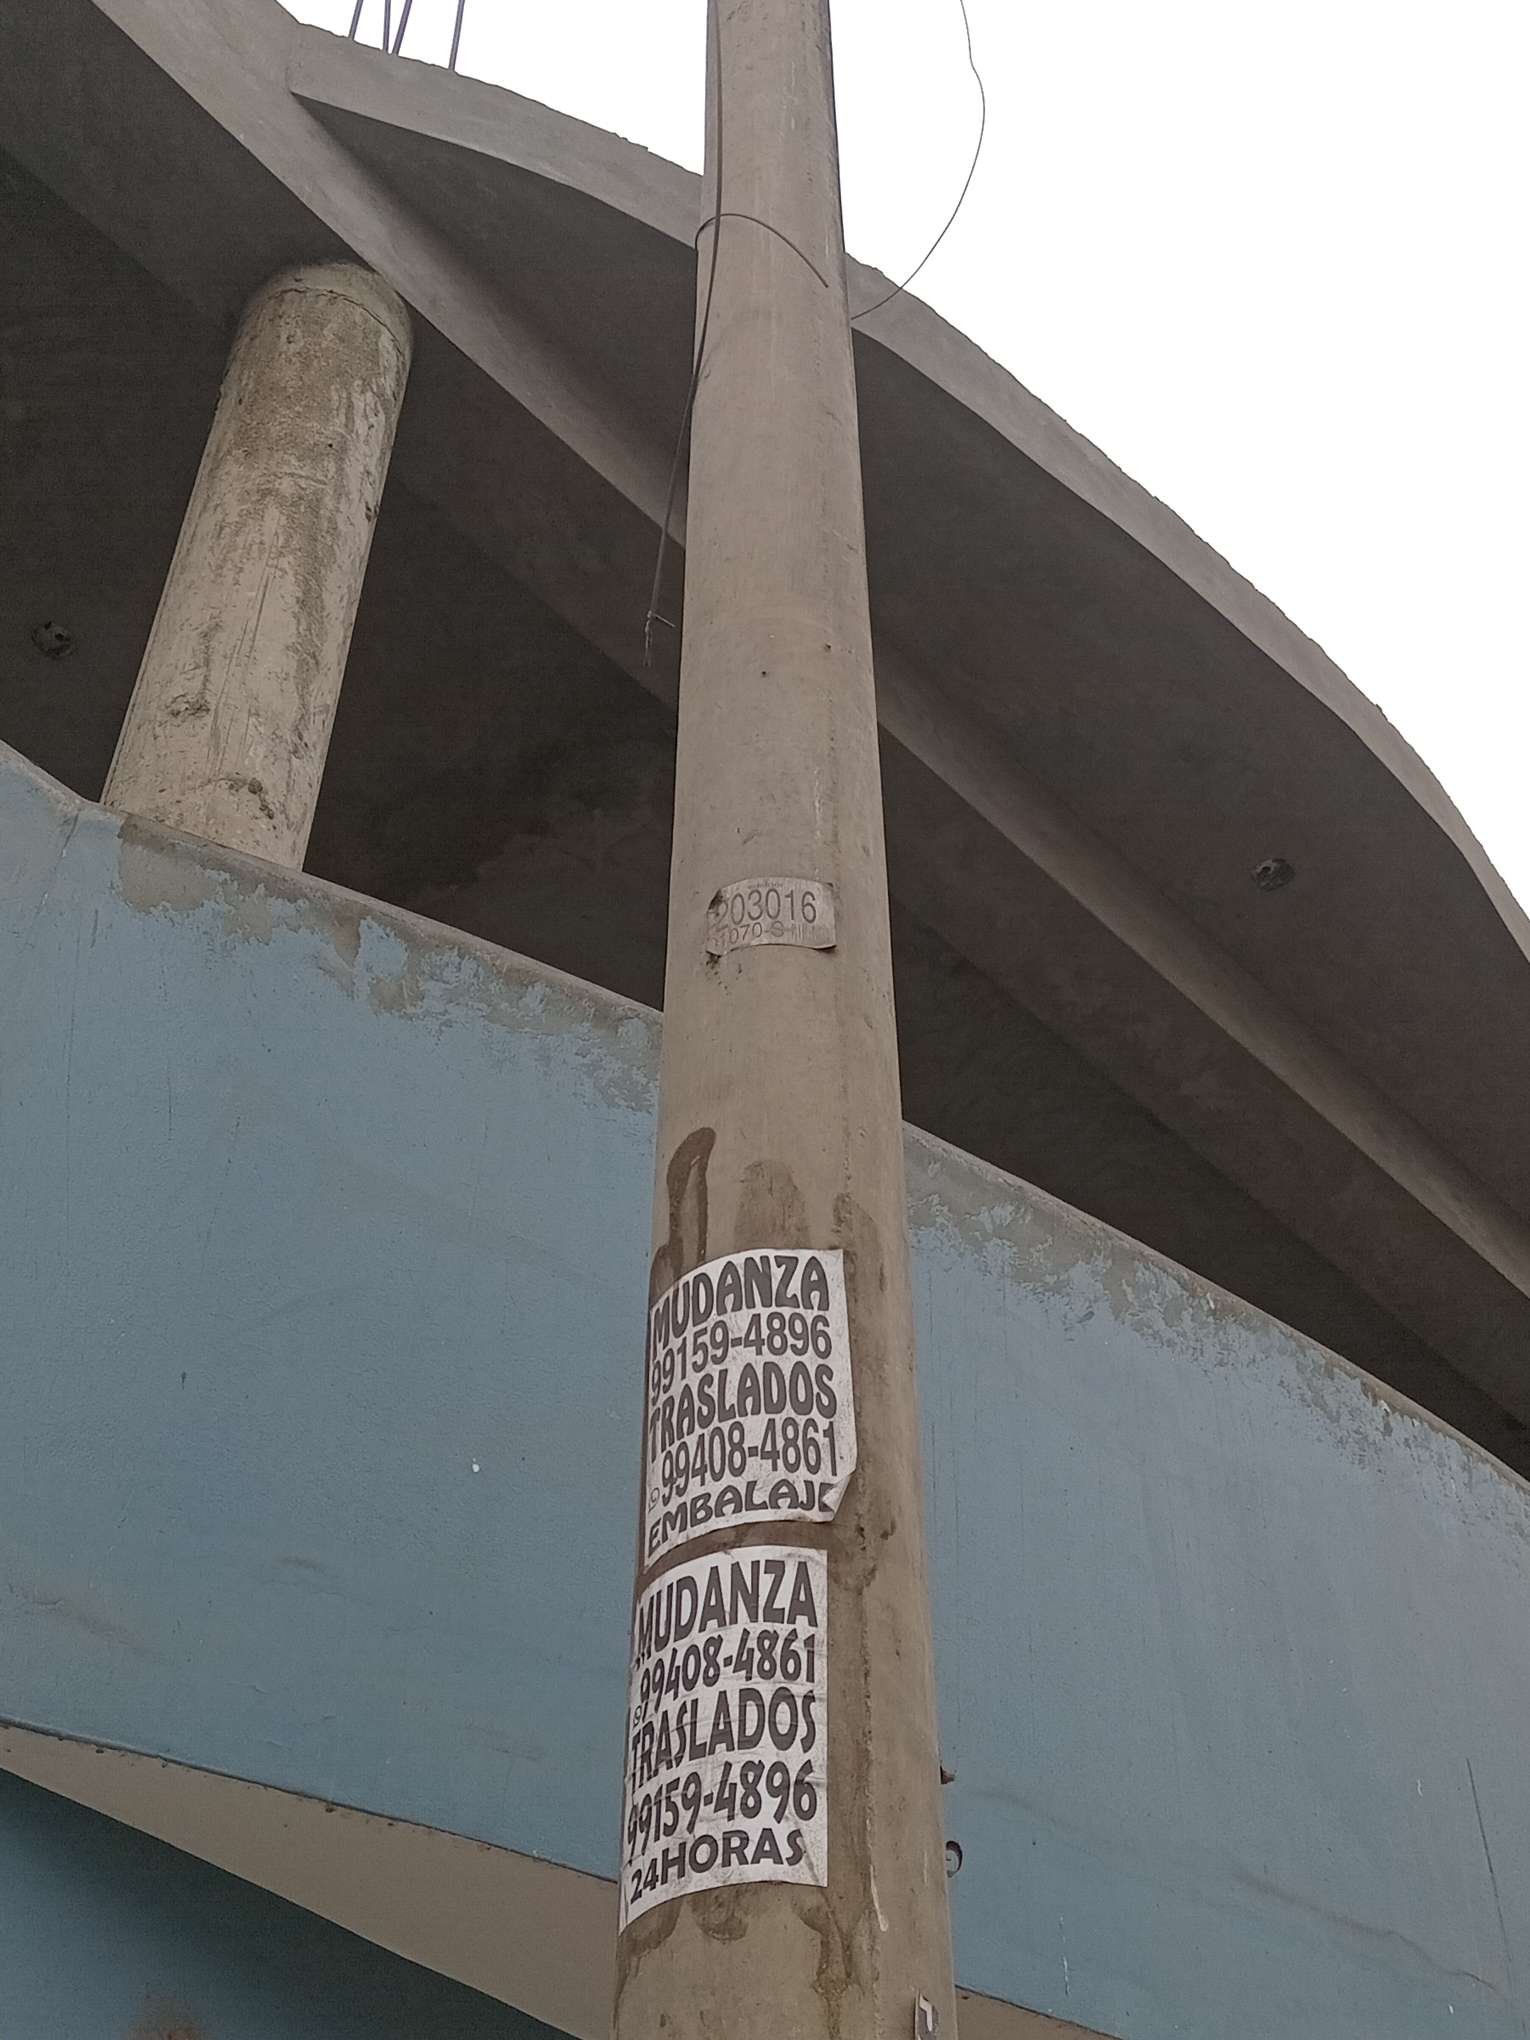 203016
MUDANZA
99159-4896
TRASLADOS
99408-4861
EMBALAJE
MUDANZA
99408-4861
TRASLADOS
99159-4896
24HORAS